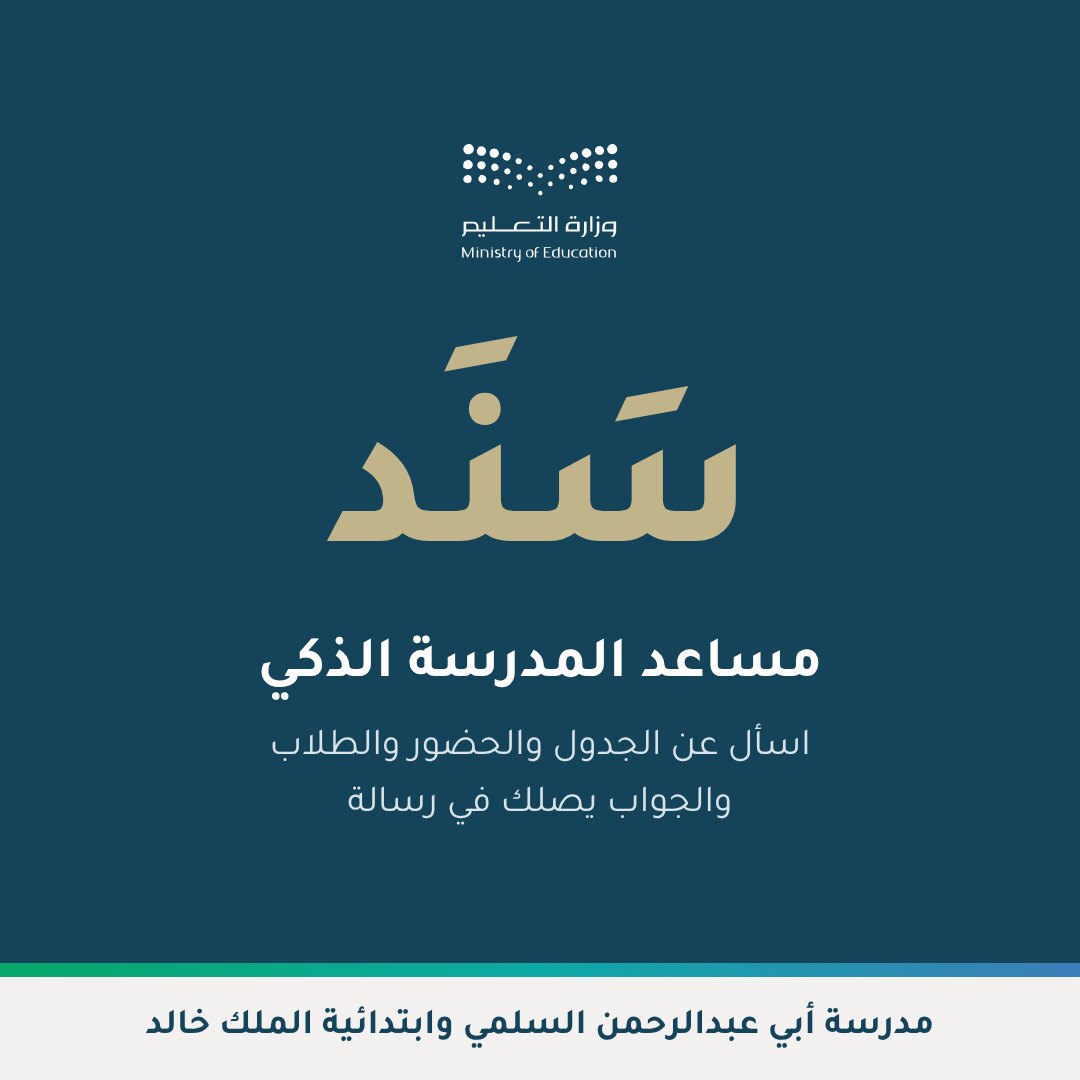 وزارة التعليم
Ministry of Education
سَنَد
مساعد المدرسة الذكي
اسأل عن الجدول والحضور والطلاب
والجواب يصلك في رسالة
مدرسة أبي عبدالرحمن السلمي وابتدائية الملك خالد